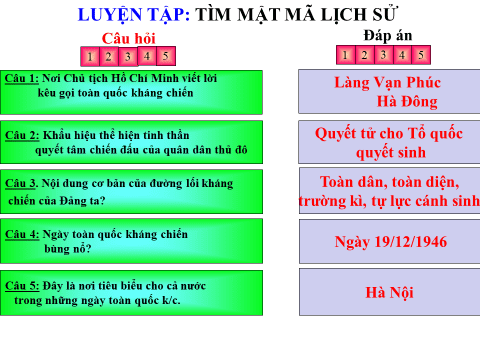 LUYỆN TẬP: TÌM MẬT MÃ LỊCH SỬ
Câu hỏi
Đáp án
1 2 3 4 5
1 2 3 4 5
Câu 1: Nơi Chủ tịch Hồ Chí Minh viết lời
kêu gọi toàn quốc kháng chiến
Làng Vạn Phúc
Hà Đông
Câu 2: Khẩu hiệu thể hiện tinh thần
quyết tâm chiến đấu của quân dân thủ đô
Quyết tử cho Tổ quốc
quyết sinh
Câu 3. Nội dung cơ bản của đường lối kháng
chiến của Đảng ta?
Toàn dân, toàn diện,
trường kì, tự lực cánh sinh
Câu 4: Ngày toàn quốc kháng chiến
bùng nổ?
Ngày 19/12/1946
Câu 5: Đây là nơi tiêu biểu cho cả nước
trong những ngày toàn quốc k/c.
Hà Nội